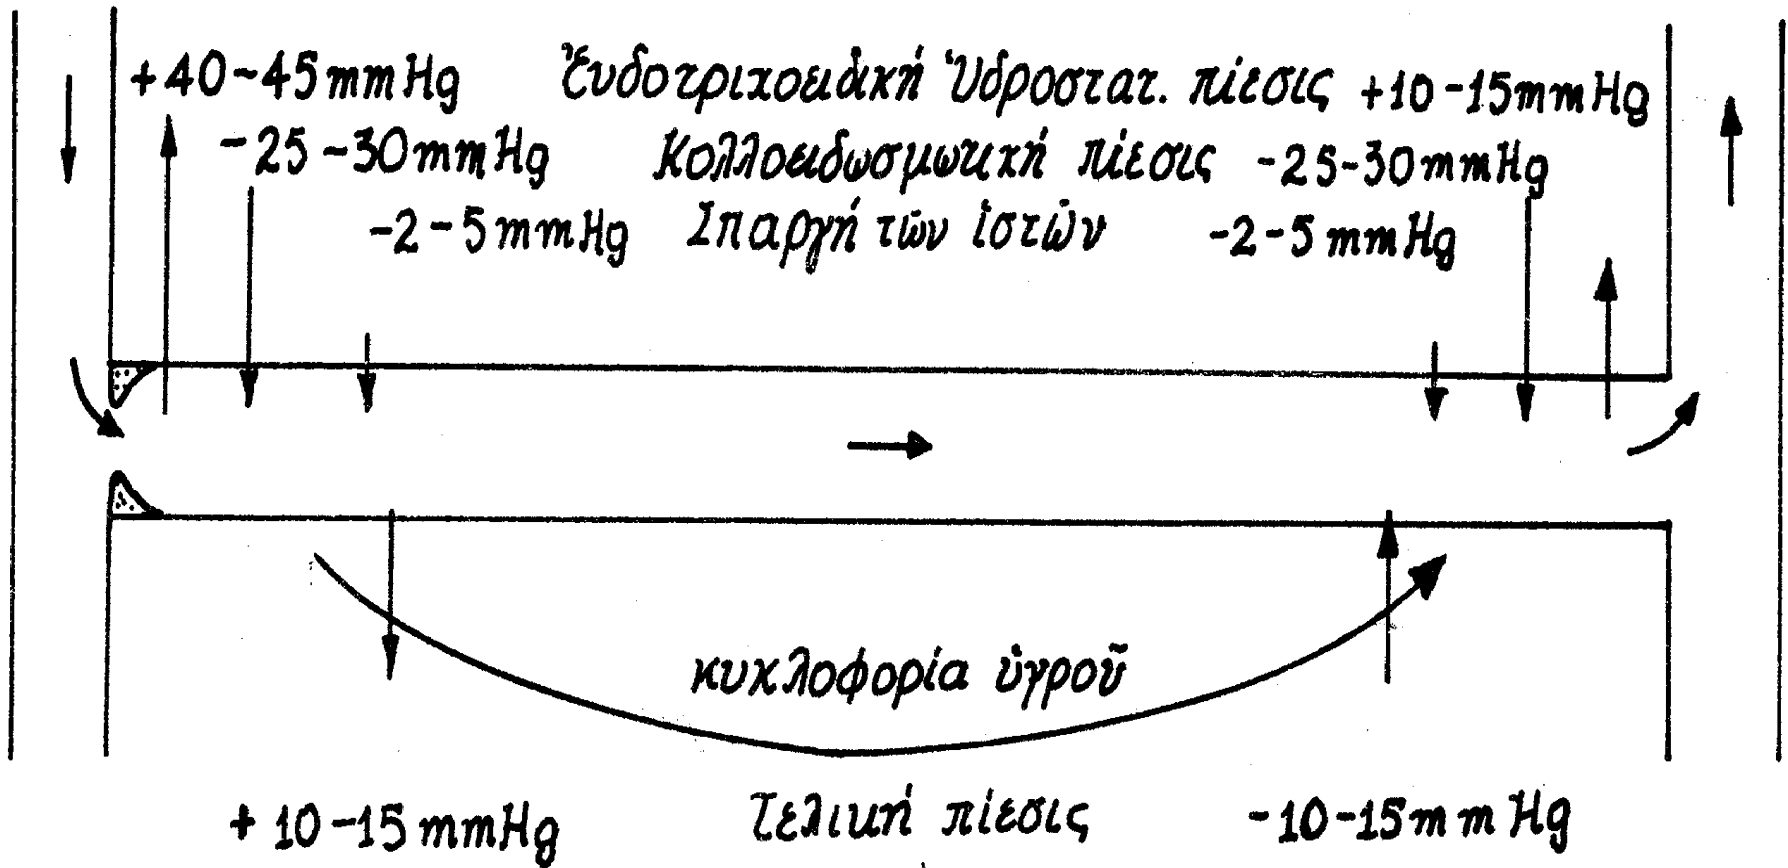 +40-45mmHg Ἐνδοτριχοειδική Ὑδροστατ. πίεσις +10-15mmHg
-25-30mmHg Κολλοειδωσμωτική πίεσις -25-30mmHg
-2-5mmHg Σπαργή τῶν ἱστῶν -2-5mmHg
κυκλοφορία ὑγροῦ
+10-15mmHg Τελική πίεσις -10-15mmHg